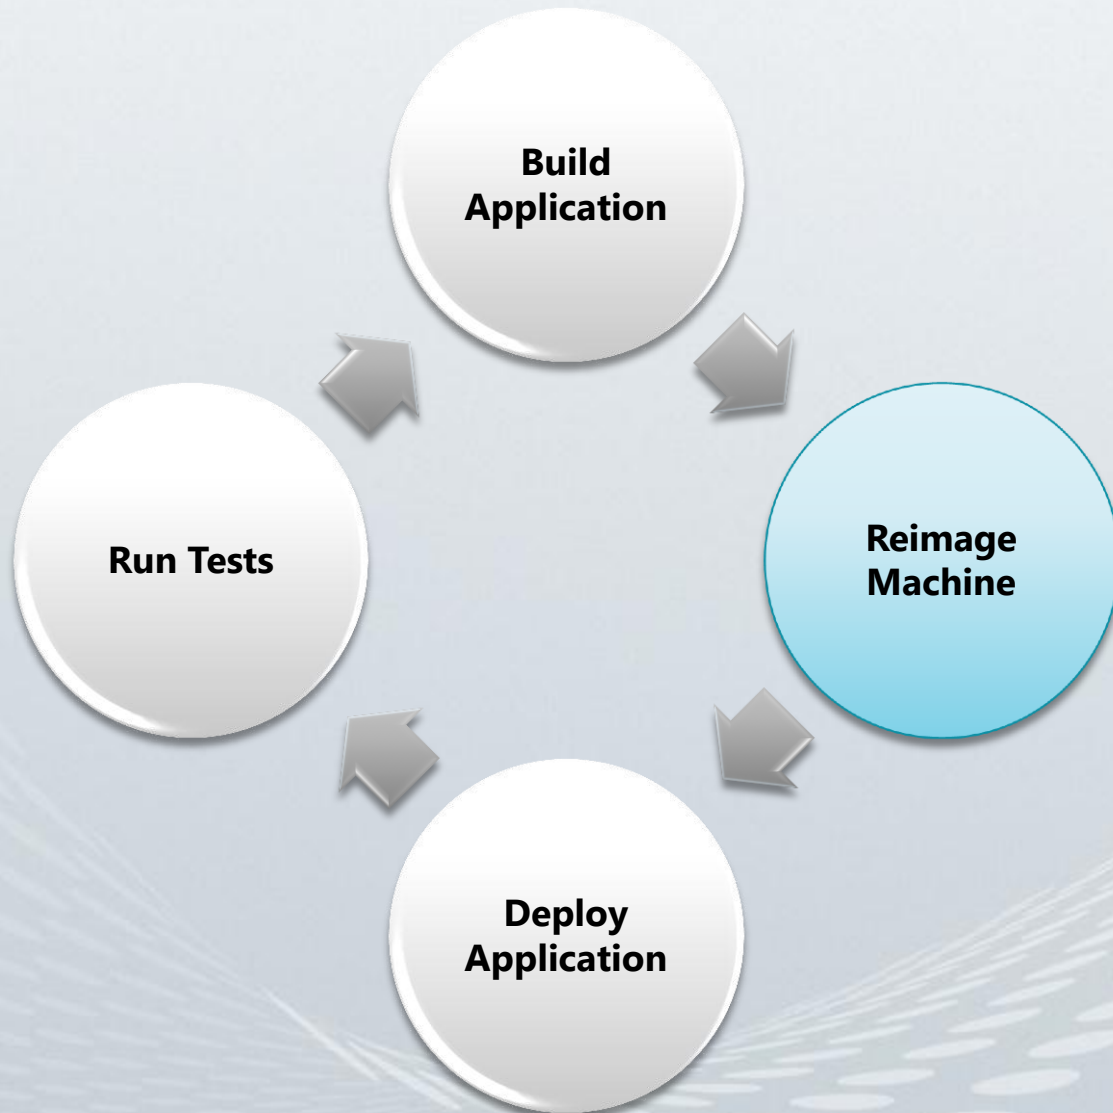 Build
Application
Reimage
Machine
Deploy
Application
Run Tests